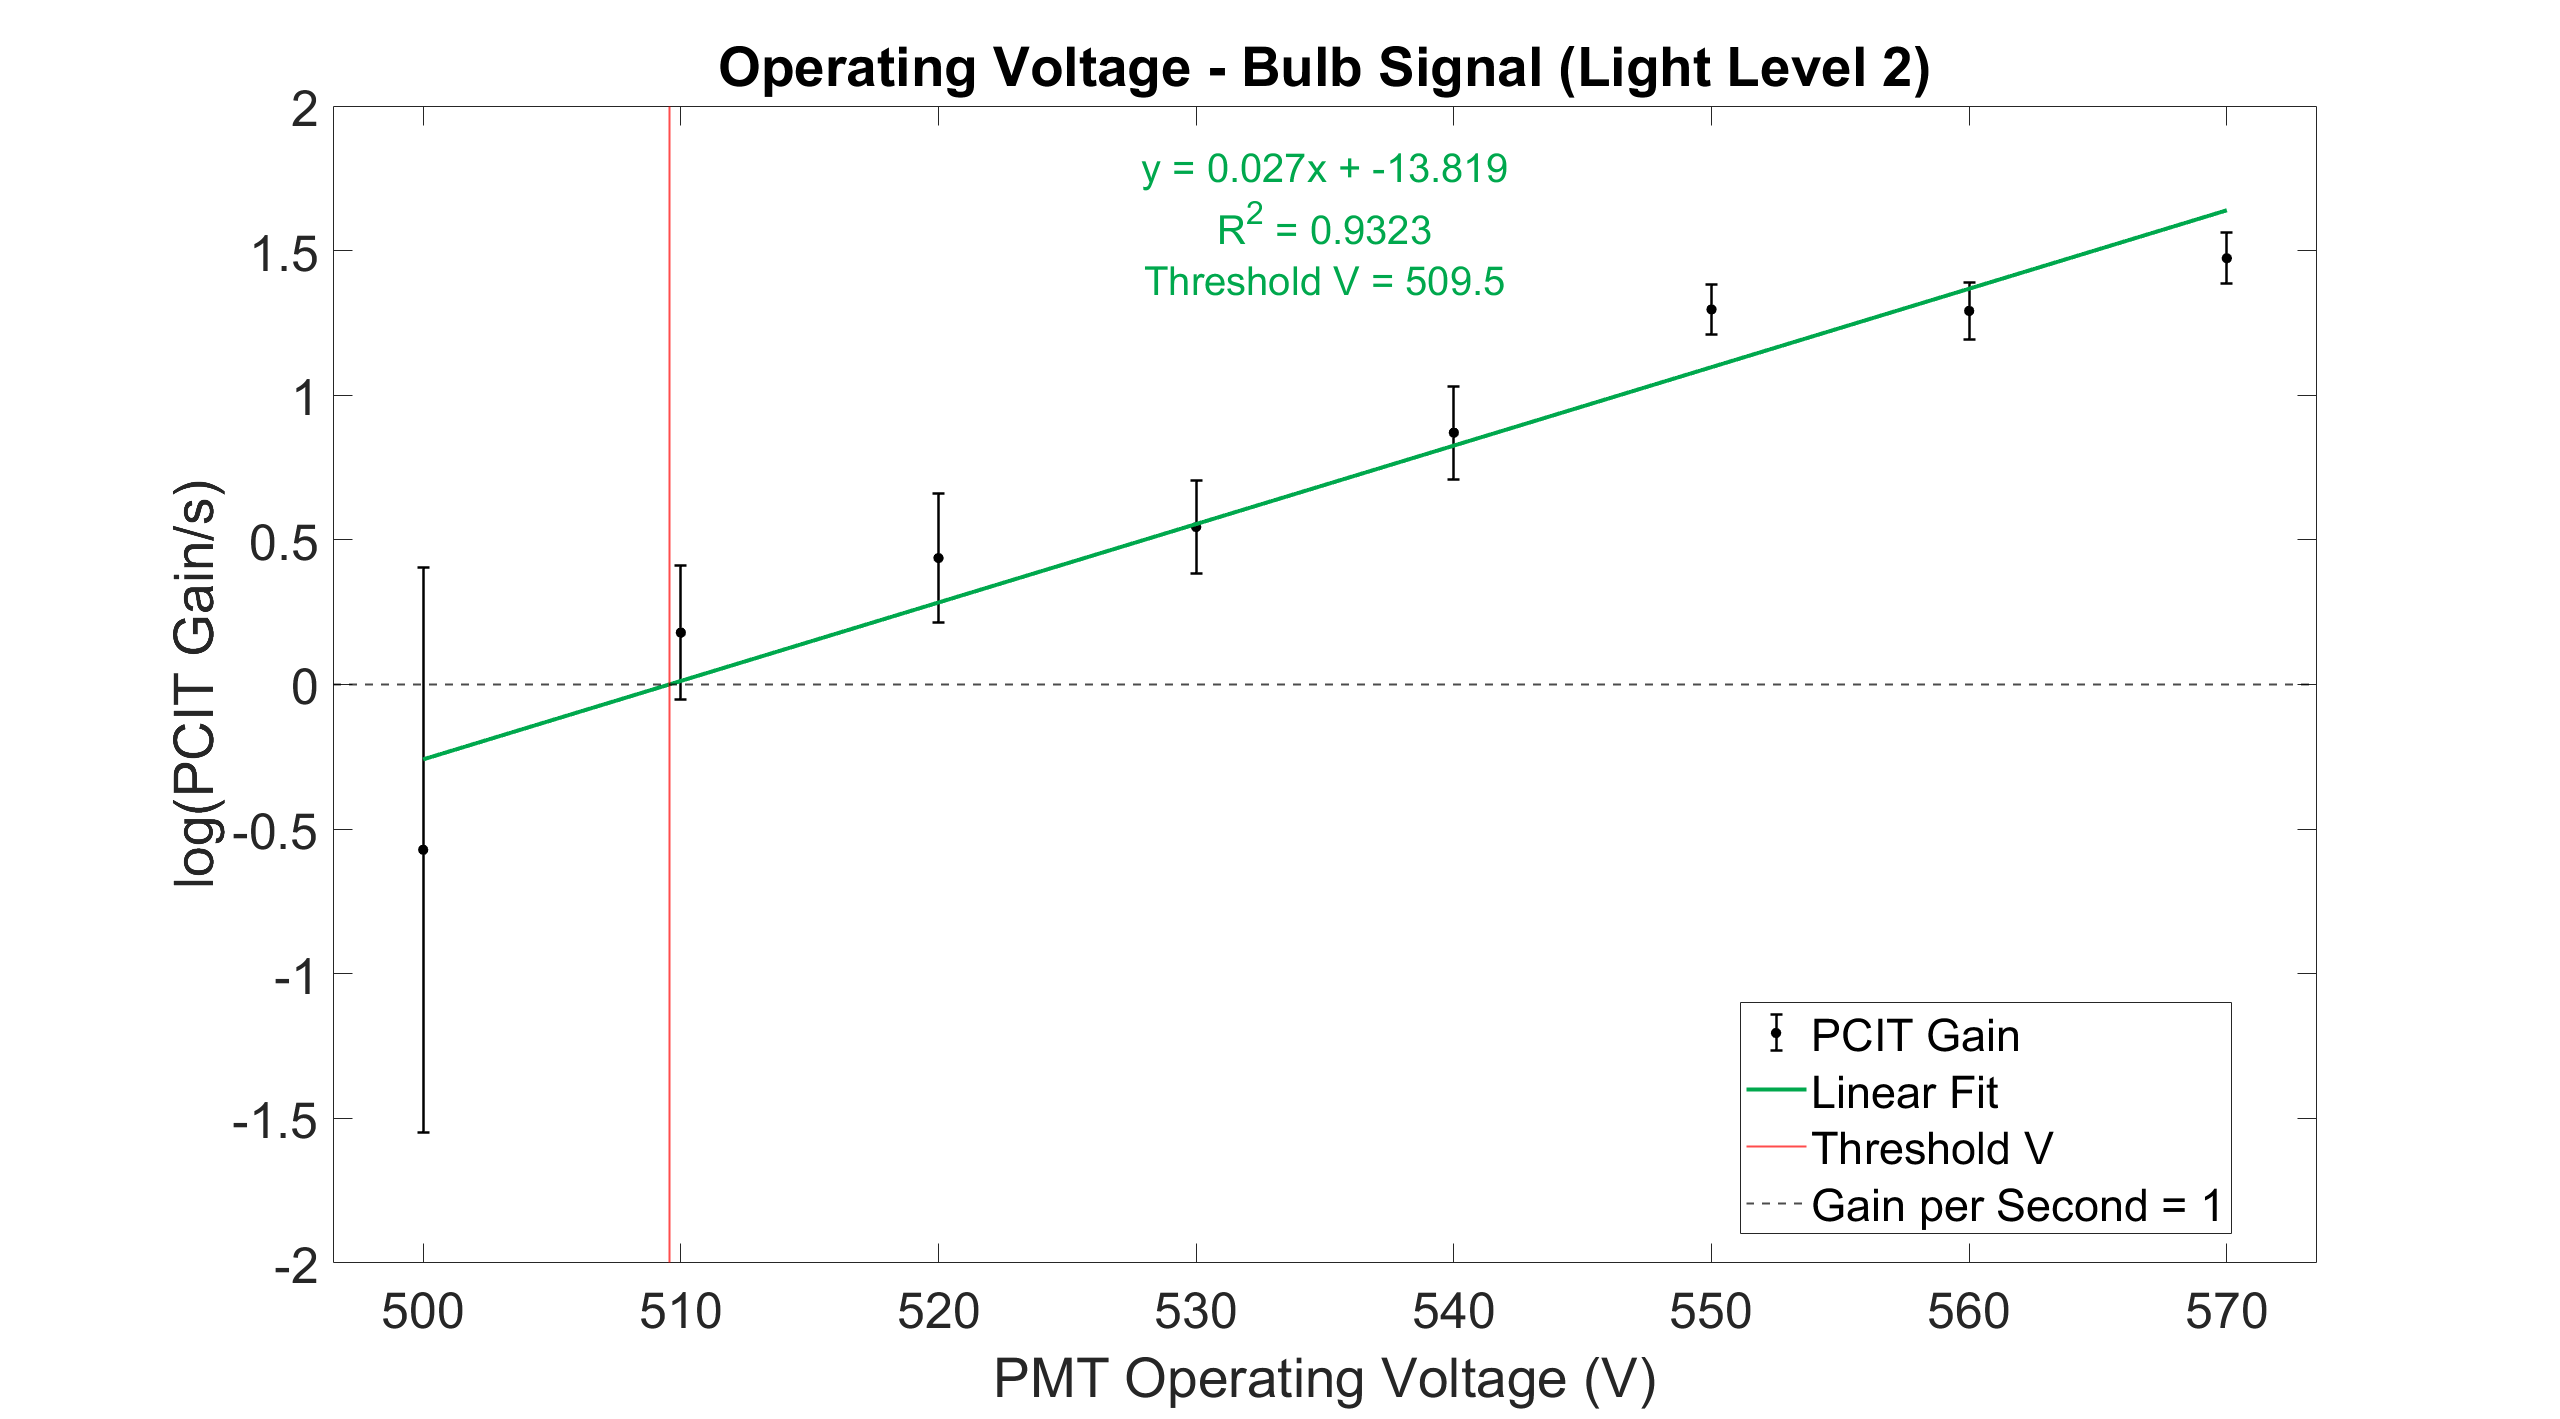 Operating Voltage - Bulb Signal (Light Level 2)
y = 0.027x + -13.819
R² = 0.9323
Threshold V = 509.5
log(PCIT Gain/s)
2
1.5
1
0.5
0
-0.5
-1
-1.5
-2
PCIT Gain
Linear Fit
Threshold V
Gain per Second = 1
500 510 520 530 540 550 560 570
PMT Operating Voltage (V)